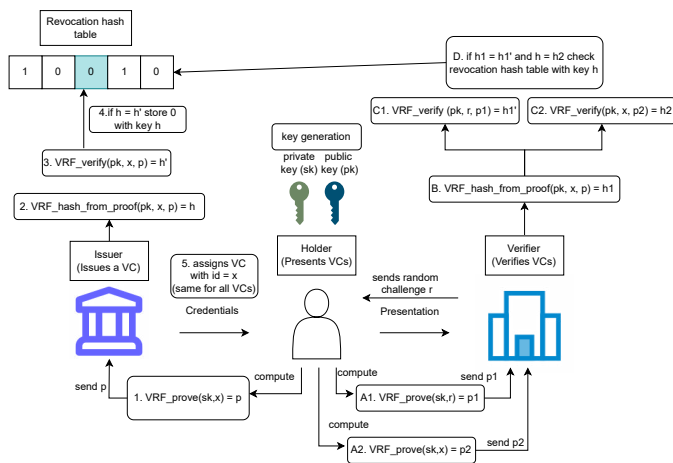 Revocation hash
table
1 0 0 1 0
D. if h1 = h1' and h = h2 check
revocation hash table with key h
4.if h = h' store 0
with key h
C1. VRF_verify (pk, r, p1) = h1'
C2. VRF_verify(pk, x, p2) = h2
key generation
3. VRF_verify(pk, x, p) = h'
private
key (sk)
public
key (pk)
2. VRF_hash_from_proof(pk, x, p) = h
B. VRF_hash_from_proof(pk, x, p) = h1
Issuer
(Issues a VC)
Holder
(Presents VCs)
Verifier
(Verifies VCs)
5. assigns VC
with id = x
(same for all VCs)
sends random
challenge r
Credentials
Presentation
send p
compute
compute
send p1
1. VRF_prove(sk,x) = p
A1. VRF_prove(sk,r) = p1
compute
send p2
A2. VRF_prove(sk,x) = p2